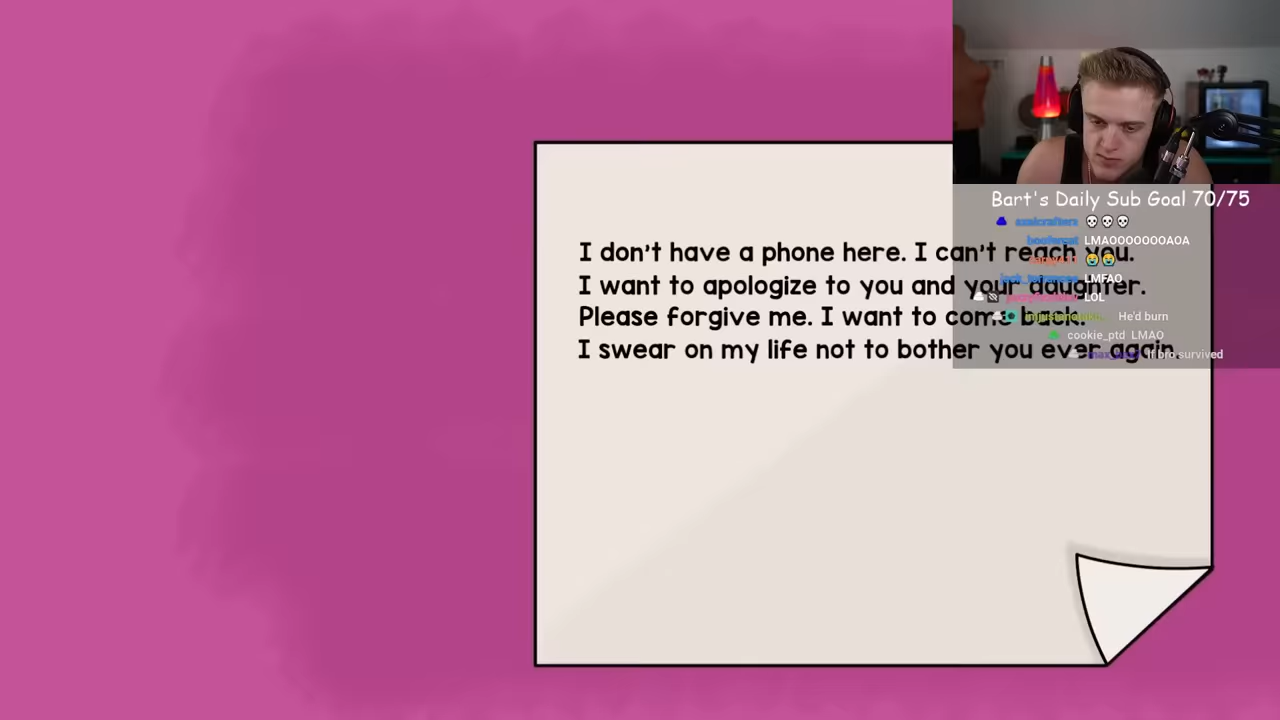 Bart's Daily Sub Goal 70/75
LMAOOOOOOOAOA
LMFAO
LOL
He'd burn
cookie_ptd LMAO
If bro survived
I don't have a phone here. I can't reach you.
I want to apologize to you and your daughter.
Please forgive me. I want to come back.
I swear on my life not to bother you ever again.